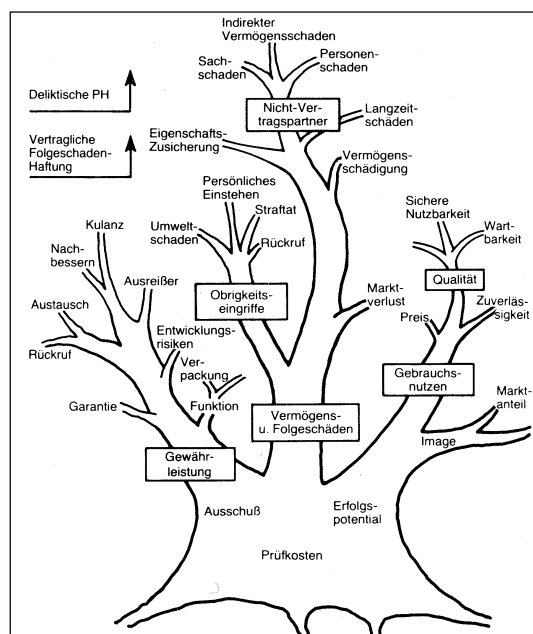 Indirekter
Vermögensschaden
Sach-
schaden
Personen-
schaden
Deliktische PH
Nicht-Ver-
tragspartner
Langzeit-
schäden
Vertragliche
Folgeschaden-
Haftung
Eigenschafts-
Zusicherung
Vermögens-
schädigung
Persönliches
Einstehen
Straftat
Umwelt-
schaden
Rückruf
Sichere
Nutzbarkeit
Wart-
barkeit
Kulanz
Nach-
bessern
Ausreißer
Obrigkeits-
eingriffe
Markt-
verlust
Qualität
Zuverläs-
sigkeit
Austausch
Rückruf
Entwicklungs-
risiken
Ver-
packung
Preis
Gebrauchs-
nutzen
Garantie
Funktion
Vermögens-
u. Folgeschäden
Markt-
anteil
Image
Gewähr-
leistung
Ausschuß
Erfolgs-
potential
Prüfkosten